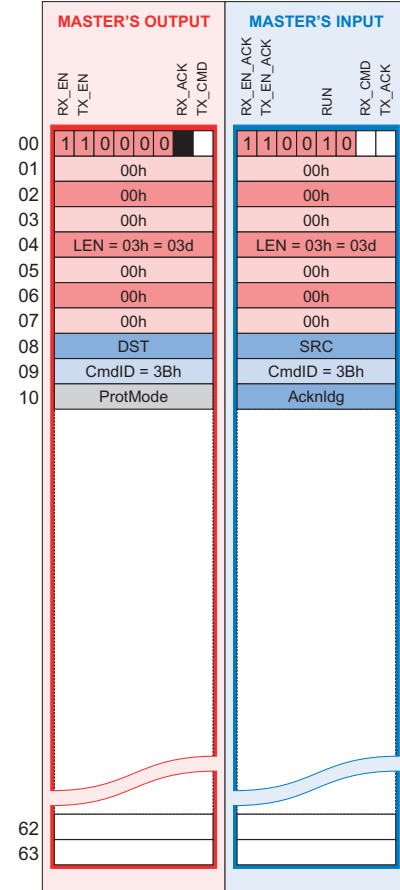 MASTER'S OUTPUT MASTER'S INPUT
RX_EN TX_EN RX_ACK TX_CMD RX_EN_ACK TX_EN_ACK RUN RX_CMD TX_ACK
00 1 1 0 0 0 0 1 1 0 0 1 0
01 00h 00h
02 00h 00h
03 00h 00h
04 LEN = 03h = 03d LEN = 03h = 03d
05 00h 00h
06 00h 00h
07 00h 00h
08 DST SRC
09 CmdID = 3Bh CmdID = 3Bh
10 ProtMode Acknldg
62
63